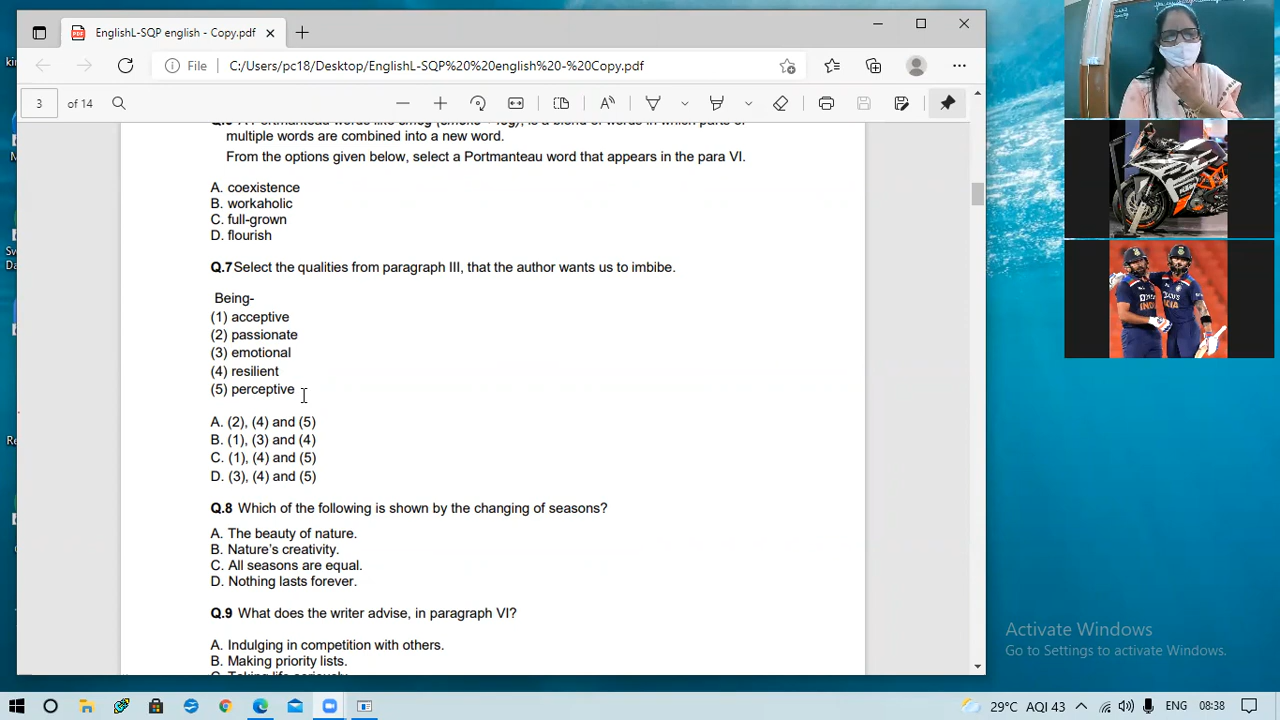 EnglishL-SQP english - Copy.pdf
File
C:/Users/pc18/Desktop/EnglishL-SQP%20%20english%20-%20Copy.pdf
3 of 14
multiple words are combined into a new word.
From the options given below, select a Portmanteau word that appears in the para VI.
A. coexistence
B. workaholic
C. full-grown
D. flourish
Q.7Select the qualities from paragraph III, that the author wants us to imbibe.
Being-
(1) acceptive
(2) passionate
(3) emotional
(4) resilient
(5) perceptive
A. (2), (4) and (5)
B. (1), (3) and (4)
C. (1), (4) and (5)
D. (3), (4) and (5)
Q.8 Which of the following is shown by the changing of seasons?
A. The beauty of nature.
B. Nature's creativity.
C. All seasons are equal.
D. Nothing lasts forever.
Q.9 What does the writer advise, in paragraph VI?
A. Indulging in competition with others.
B. Making priority lists.
Activate Windows
Go to Settings to activate Windows.
29°C AQI 43
ENG
08:38